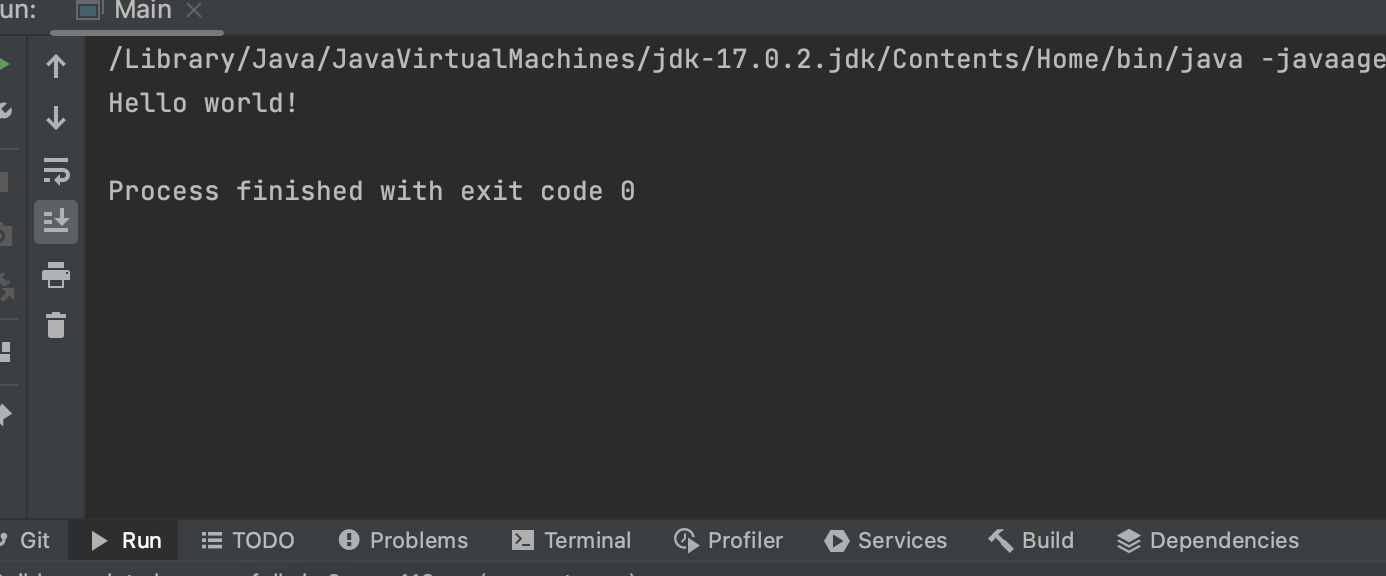 un: Main
/Library/Java/JavaVirtualMachines/jdk-17.0.2.jdk/Contents/Home/bin/java -javaage
Hello world!
Process finished with exit code 0
Git Run TODO Problems Terminal Profiler Services Build Dependencies